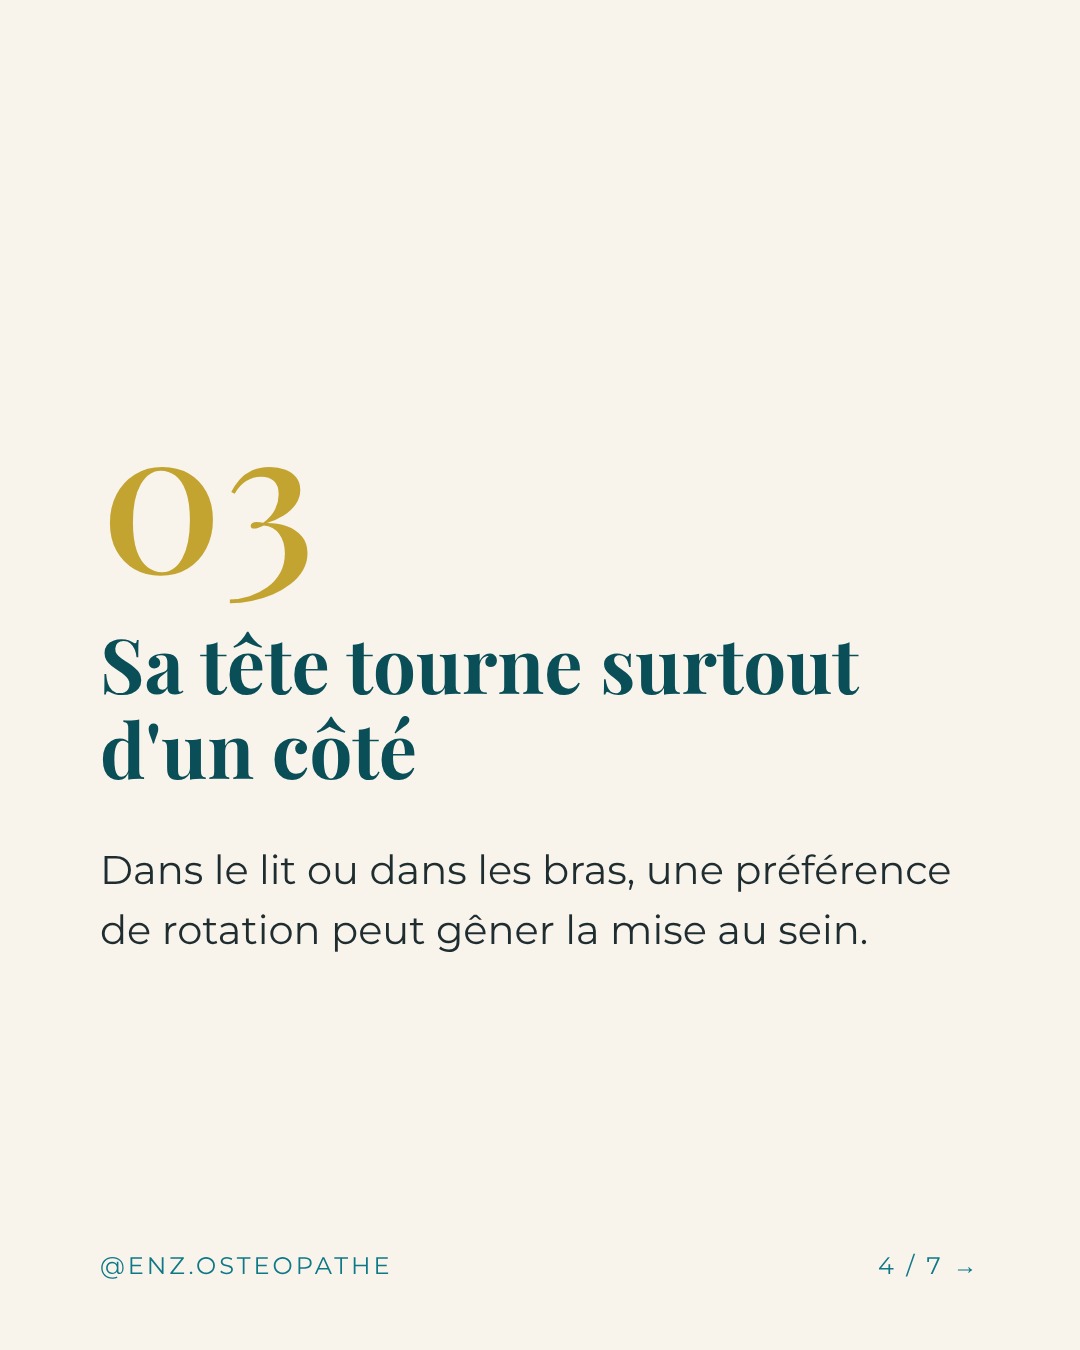 03
Sa tête tourne surtout
d'un côté
Dans le lit ou dans les bras, une préférence
de rotation peut gêner la mise au sein.
@ENZ.OSTEOPATHE
4 / 7 →